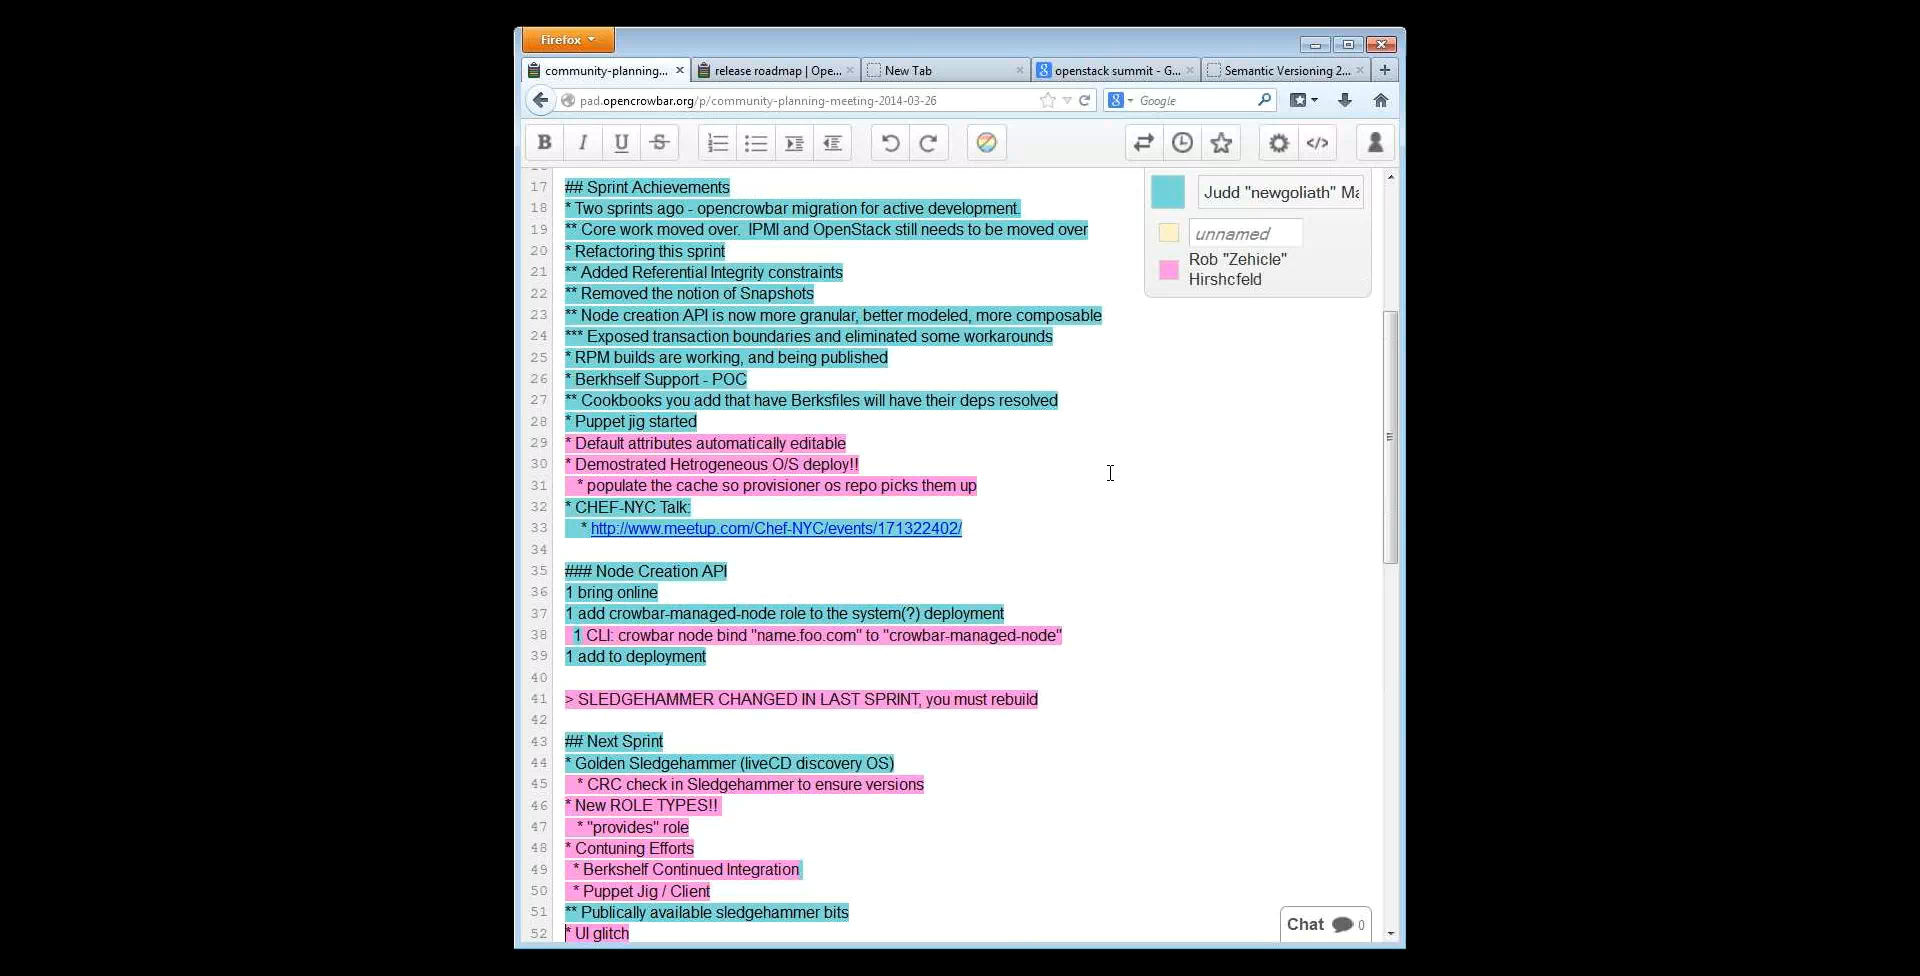 Firefox
community-planning...
release roadmap | Ope...
New Tab
openstack summit - G...
Semantic Versioning 2...
pad.opencrowbar.org/p/community-planning-meeting-2014-03-26
Google
B I U S
Judd "newgoliath" Ma
unnamed
Rob "Zehicle"
Hirshcfeld
17 ## Sprint Achievements
18 * Two sprints ago - opencrowbar migration for active development.
19 ** Core work moved over. IPMI and OpenStack still needs to be moved over
20 * Refactoring this sprint
21 ** Added Referential Integrity constraints
22 ** Removed the notion of Snapshots
23 ** Node creation API is now more granular, better modeled, more composable
24 *** Exposed transaction boundaries and eliminated some workarounds
25 * RPM builds are working, and being published
26 * Berkhself Support - POC
27 ** Cookbooks you add that have Berksfiles will have their deps resolved
28 * Puppet jig started
29 * Default attributes automatically editable
30 * Demostrated Hetrogeneous O/S deploy!!
31 * populate the cache so provisioner os repo picks them up
32 * CHEF-NYC Talk:
33 * http://www.meetup.com/Chef-NYC/events/171322402/
34
35 ### Node Creation API
36 1 bring online
37 1 add crowbar-managed-node role to the system(?) deployment
38 1 CLI: crowbar node bind "name.foo.com" to "crowbar-managed-node"
39 1 add to deployment
40
41 > SLEDGEHAMMER CHANGED IN LAST SPRINT, you must rebuild
42
43 ## Next Sprint
44 * Golden Sledgehammer (liveCD discovery OS)
45 * CRC check in Sledgehammer to ensure versions
46 * New ROLE TYPES!!
47 * "provides" role
48 * Contuning Efforts
49 * Berkshelf Continued Integration
50 * Puppet Jig / Client
51 ** Publically available sledgehammer bits
52 * UI glitch
Chat 0